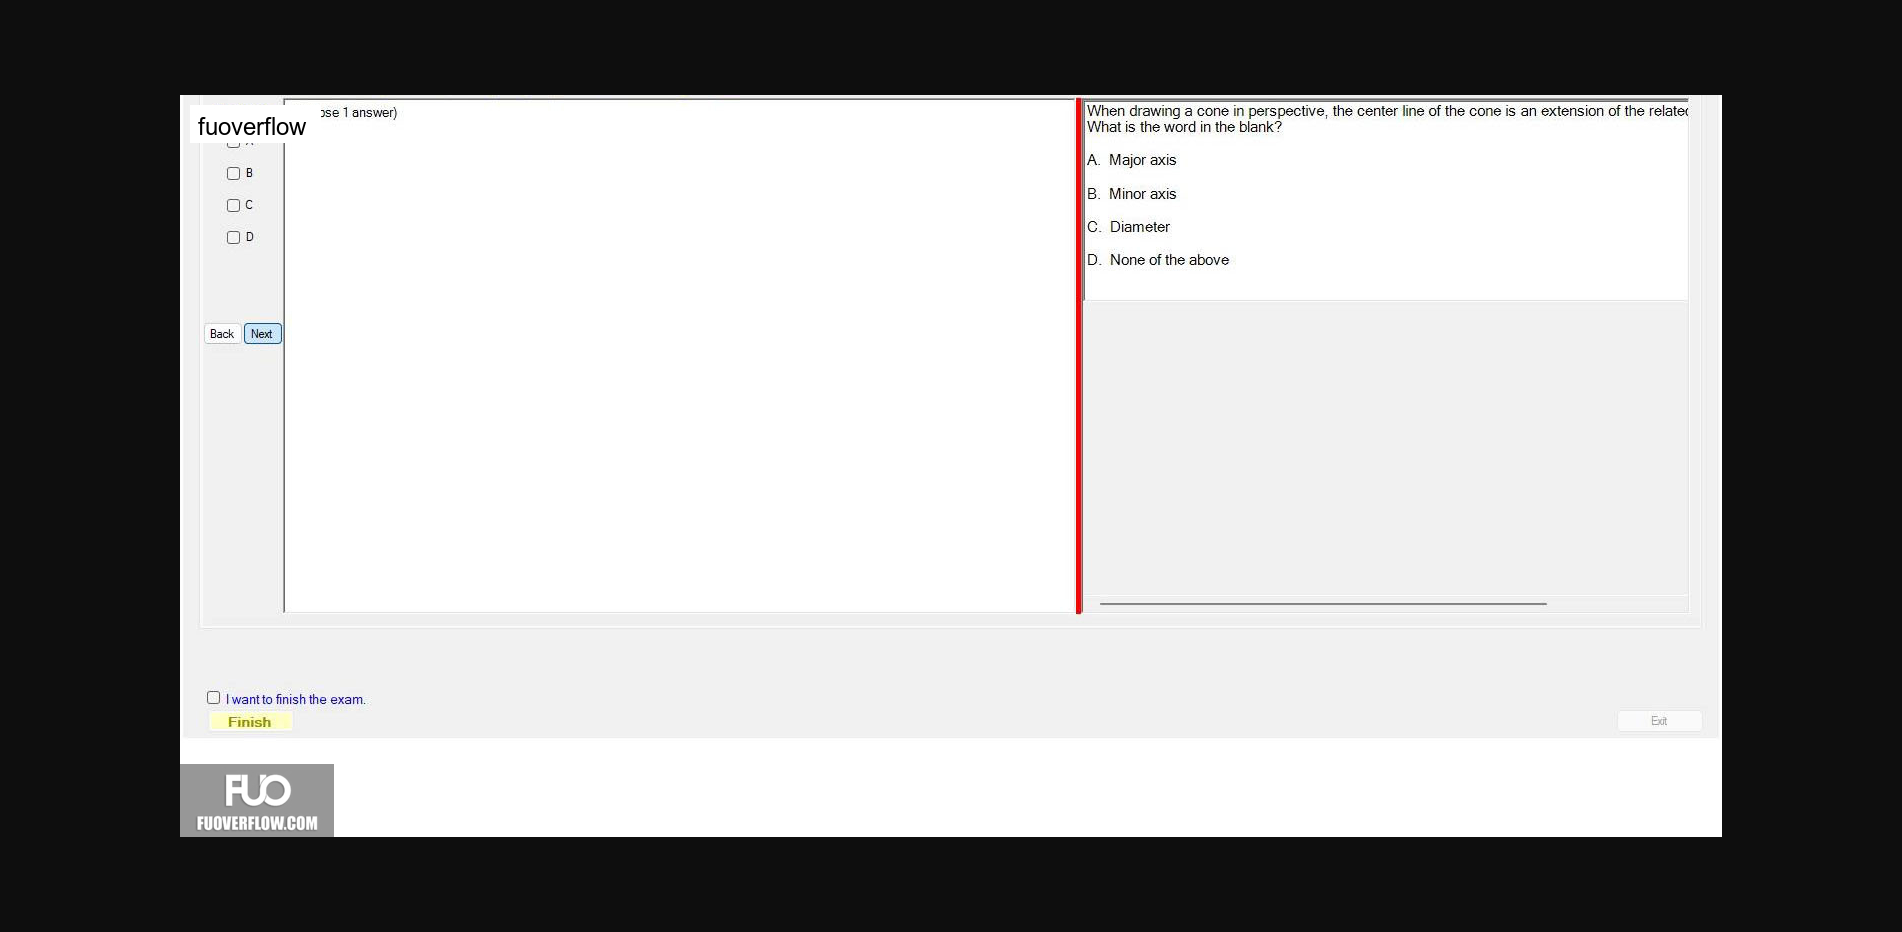 fuoverflow
ose 1 answer)
B
C
D
Back Next
When drawing a cone in perspective, the center line of the cone is an extension of the related
What is the word in the blank?
A. Major axis
B. Minor axis
C. Diameter
D. None of the above
I want to finish the exam.
Finish
Exit
FUO
FUOVERFLOW.COM